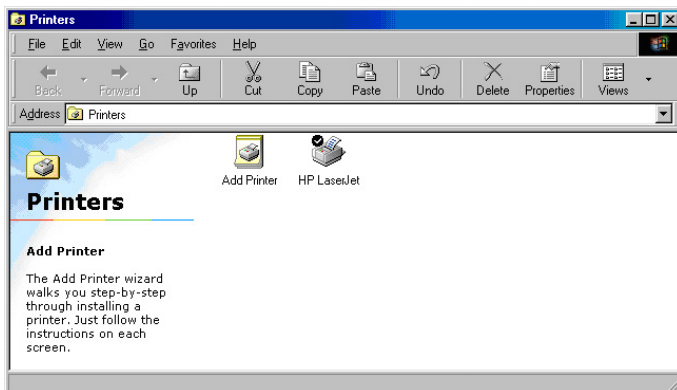 Printers
File Edit View Go Favorites Help
Back Forward Up Cut Copy Paste Undo Delete Properties Views
Address Printers
Add Printer HP LaserJet
Printers
Add Printer
The Add Printer wizard
walks you step-by-step
through installing a
printer. Just follow the
instructions on each
screen.